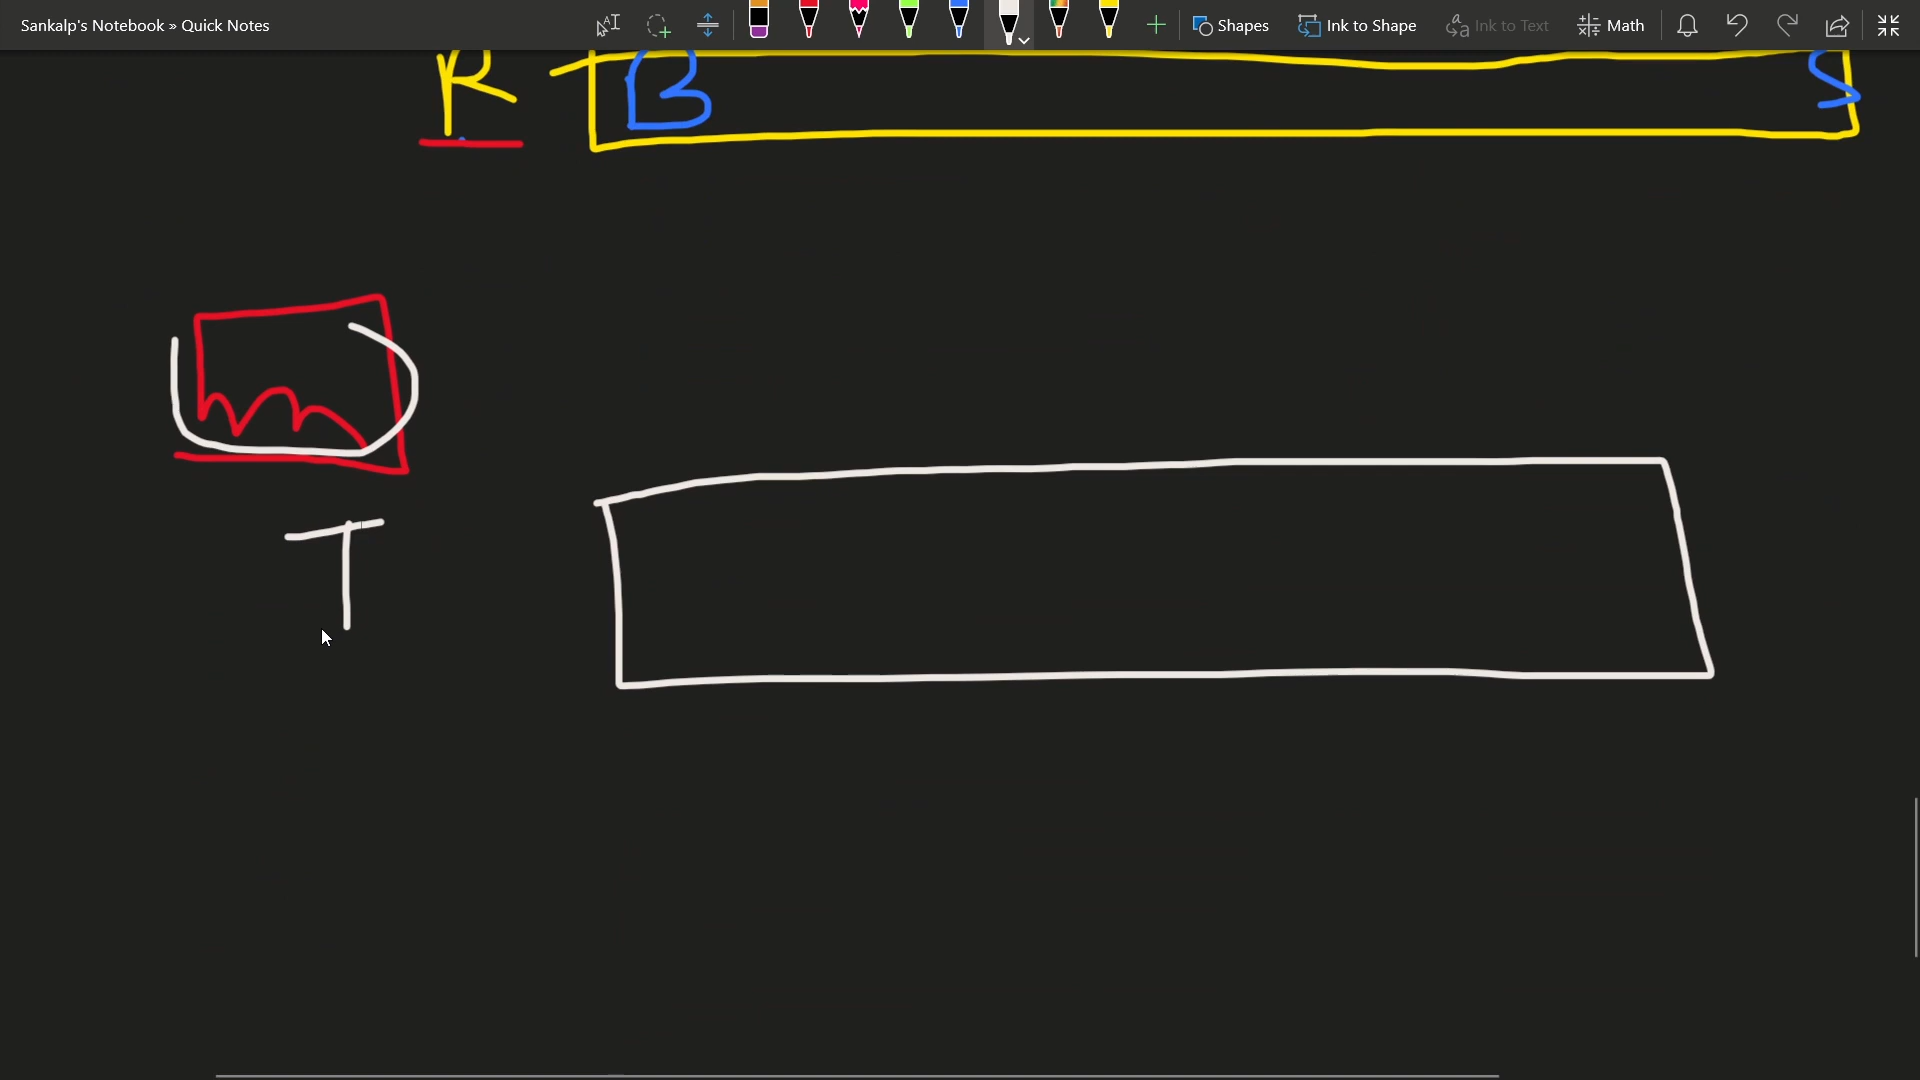 Sankalp's Notebook » Quick Notes
Shapes
Ink to Shape
Ink to Text
Math
R
B
S
T